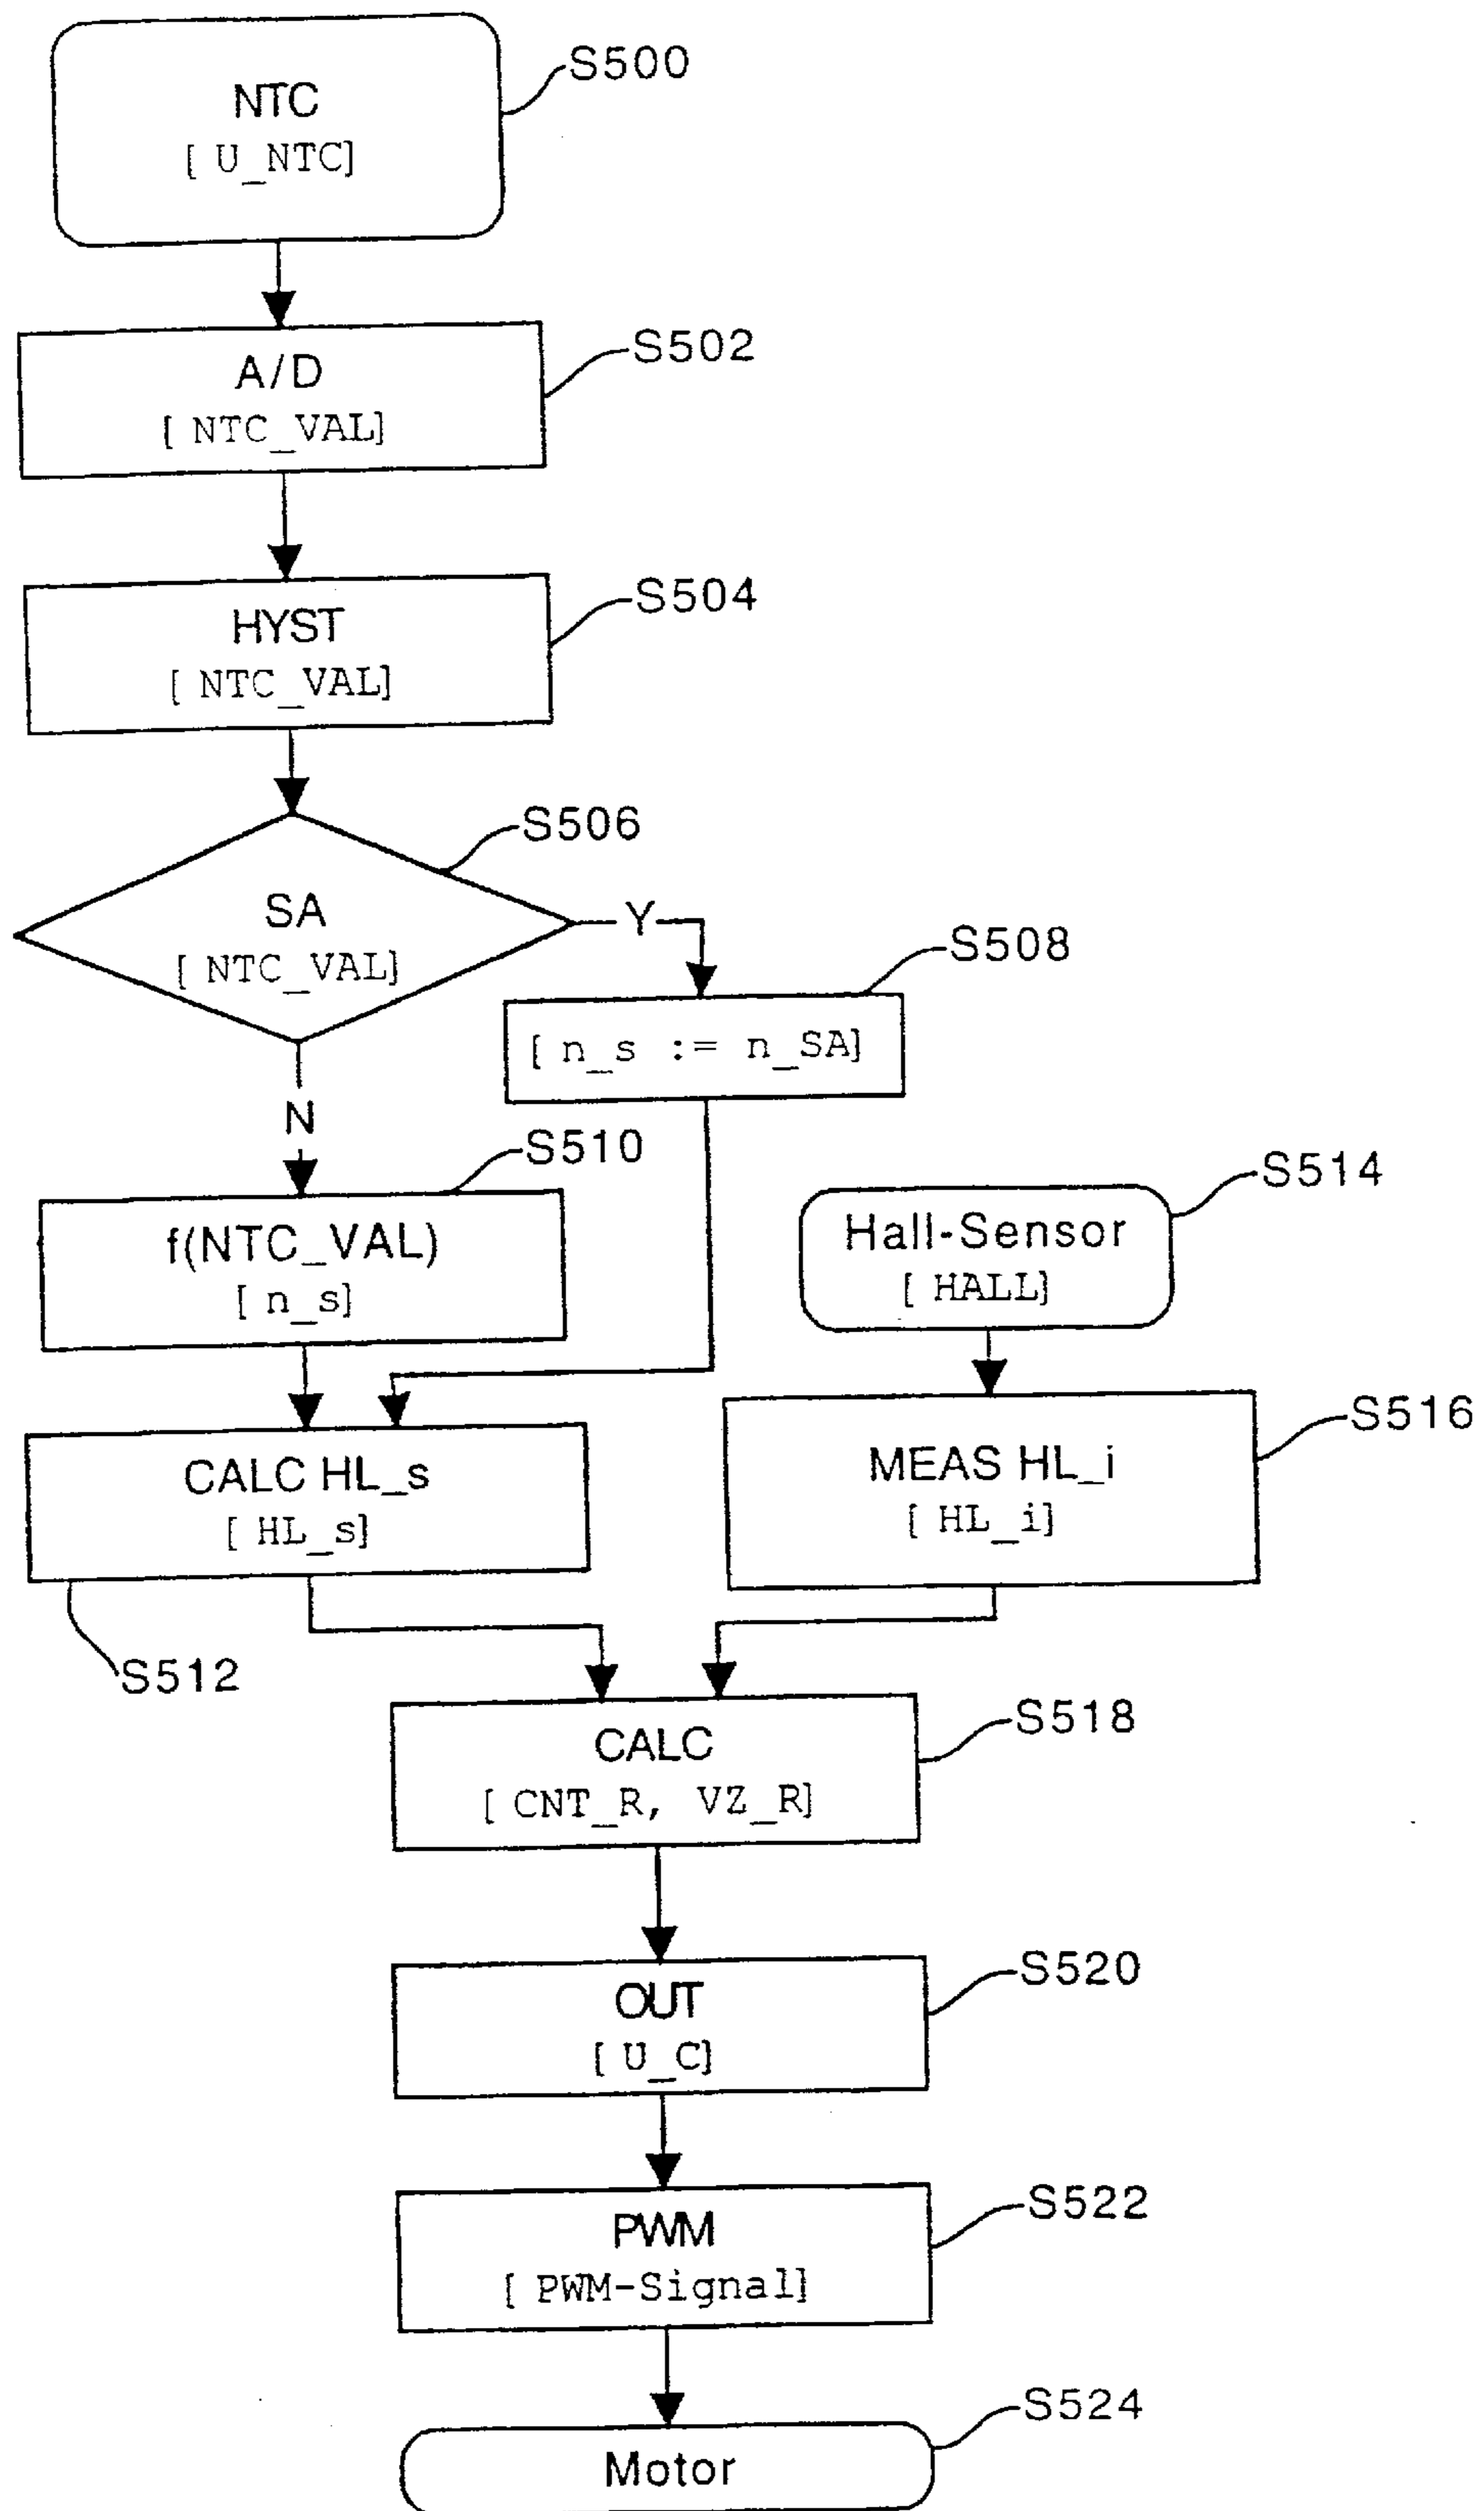 NTC
[ U_NTC]
S500
A/D
[ NTC_VAL]
S502
HYST
[ NTC_VAL]
S504
SA
[ NTC_VAL]
S506
Y
[ n_s := n_SA]
S508
N
f(NTC_VAL)
[ n_s]
S510
Hall-Sensor
[ HALL]
S514
CALC HL_s
[ HL_s]
S512
MEAS HL_i
[ HL_i]
S516
CALC
[ CNT_R, VZ_R]
S518
OUT
[ U_C]
S520
PWM
[ PWM-Signal]
S522
Motor
S524